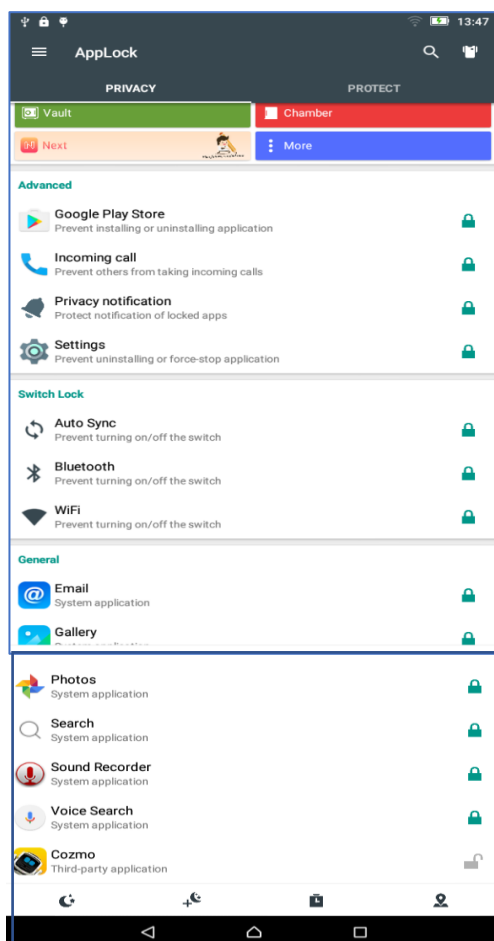 13:47
AppLock
PRIVACY PROTECT
Vault Chamber
Next More
Advanced
Google Play Store
Prevent installing or uninstalling application
Incoming call
Prevent others from taking incoming calls
Privacy notification
Protect notification of locked apps
Settings
Prevent uninstalling or force-stop application
Switch Lock
Auto Sync
Prevent turning on/off the switch
Bluetooth
Prevent turning on/off the switch
WiFi
Prevent turning on/off the switch
General
Email
System application
Gallery
Photos
System application
Search
System application
Sound Recorder
System application
Voice Search
System application
Cozmo
Third-party application